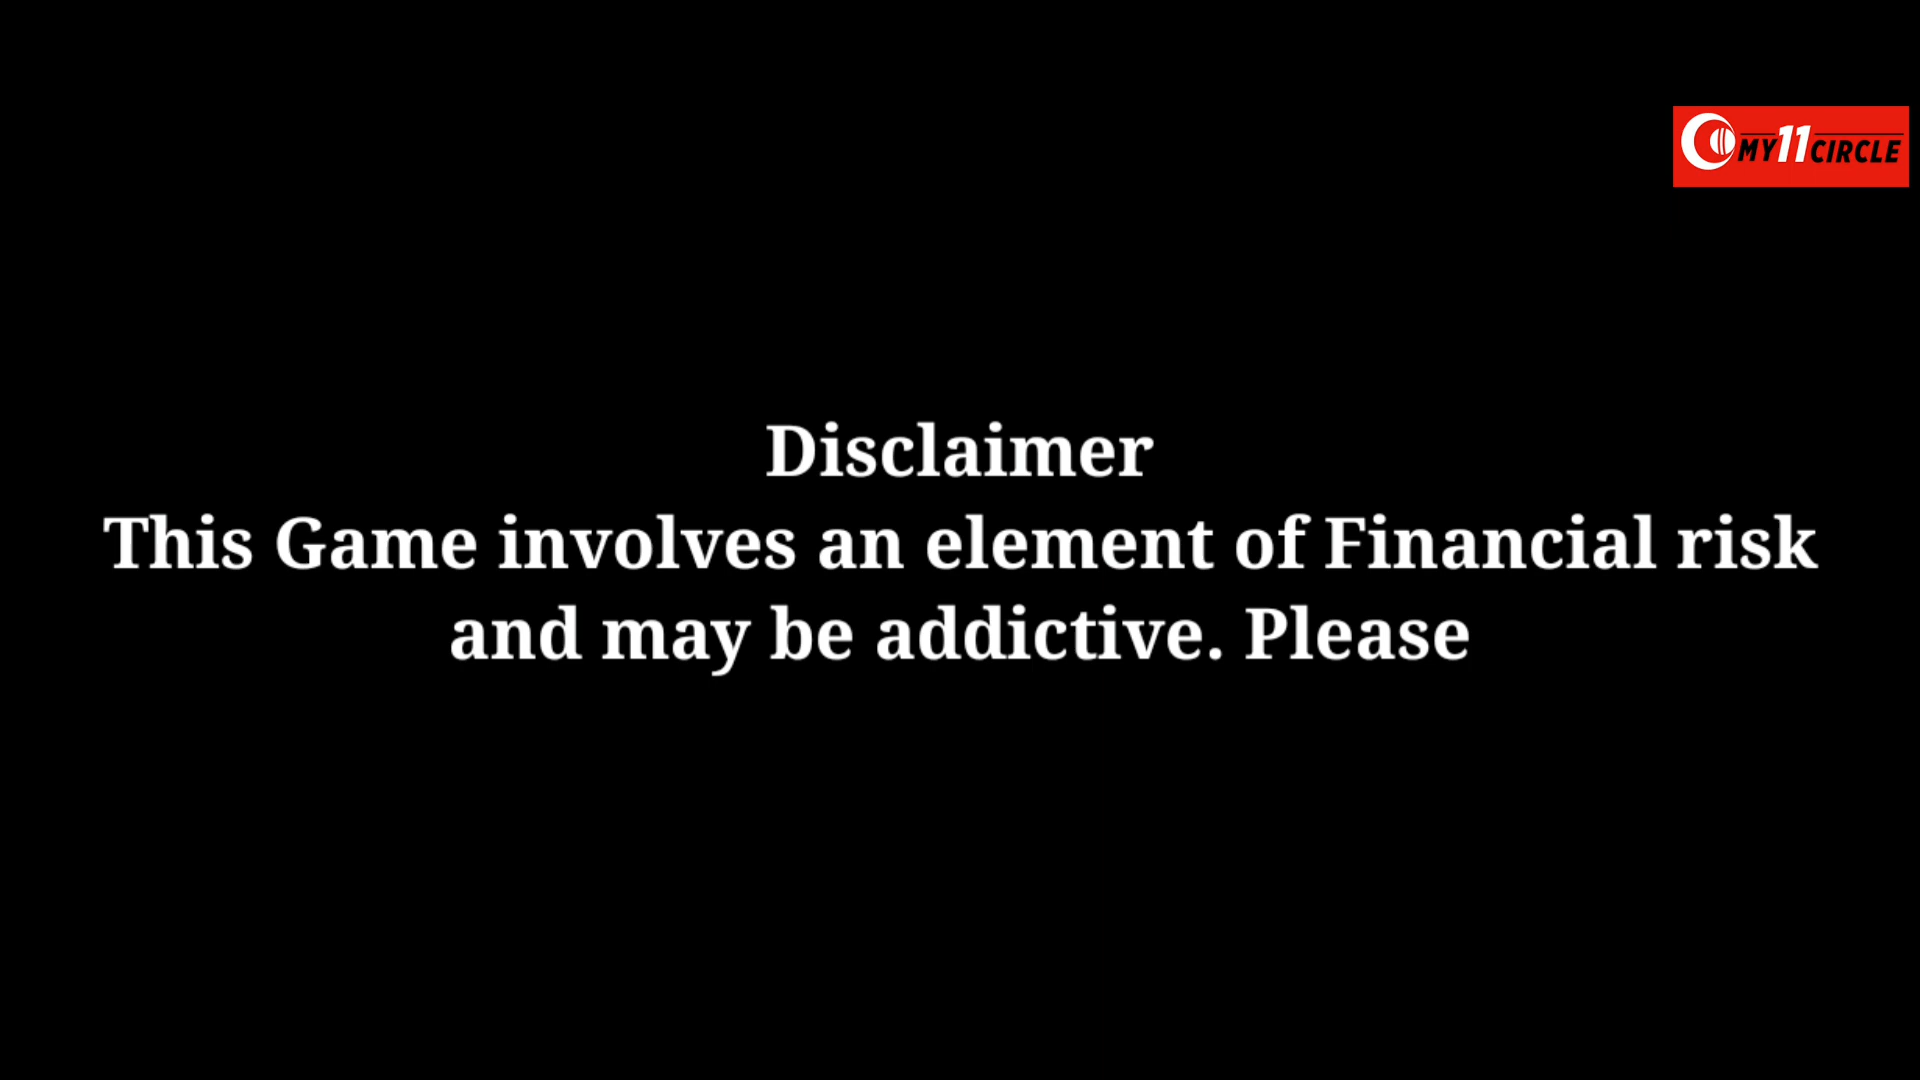 MY11CIRCLE
Disclaimer
This Game involves an element of Financial risk
and may be addictive. Please